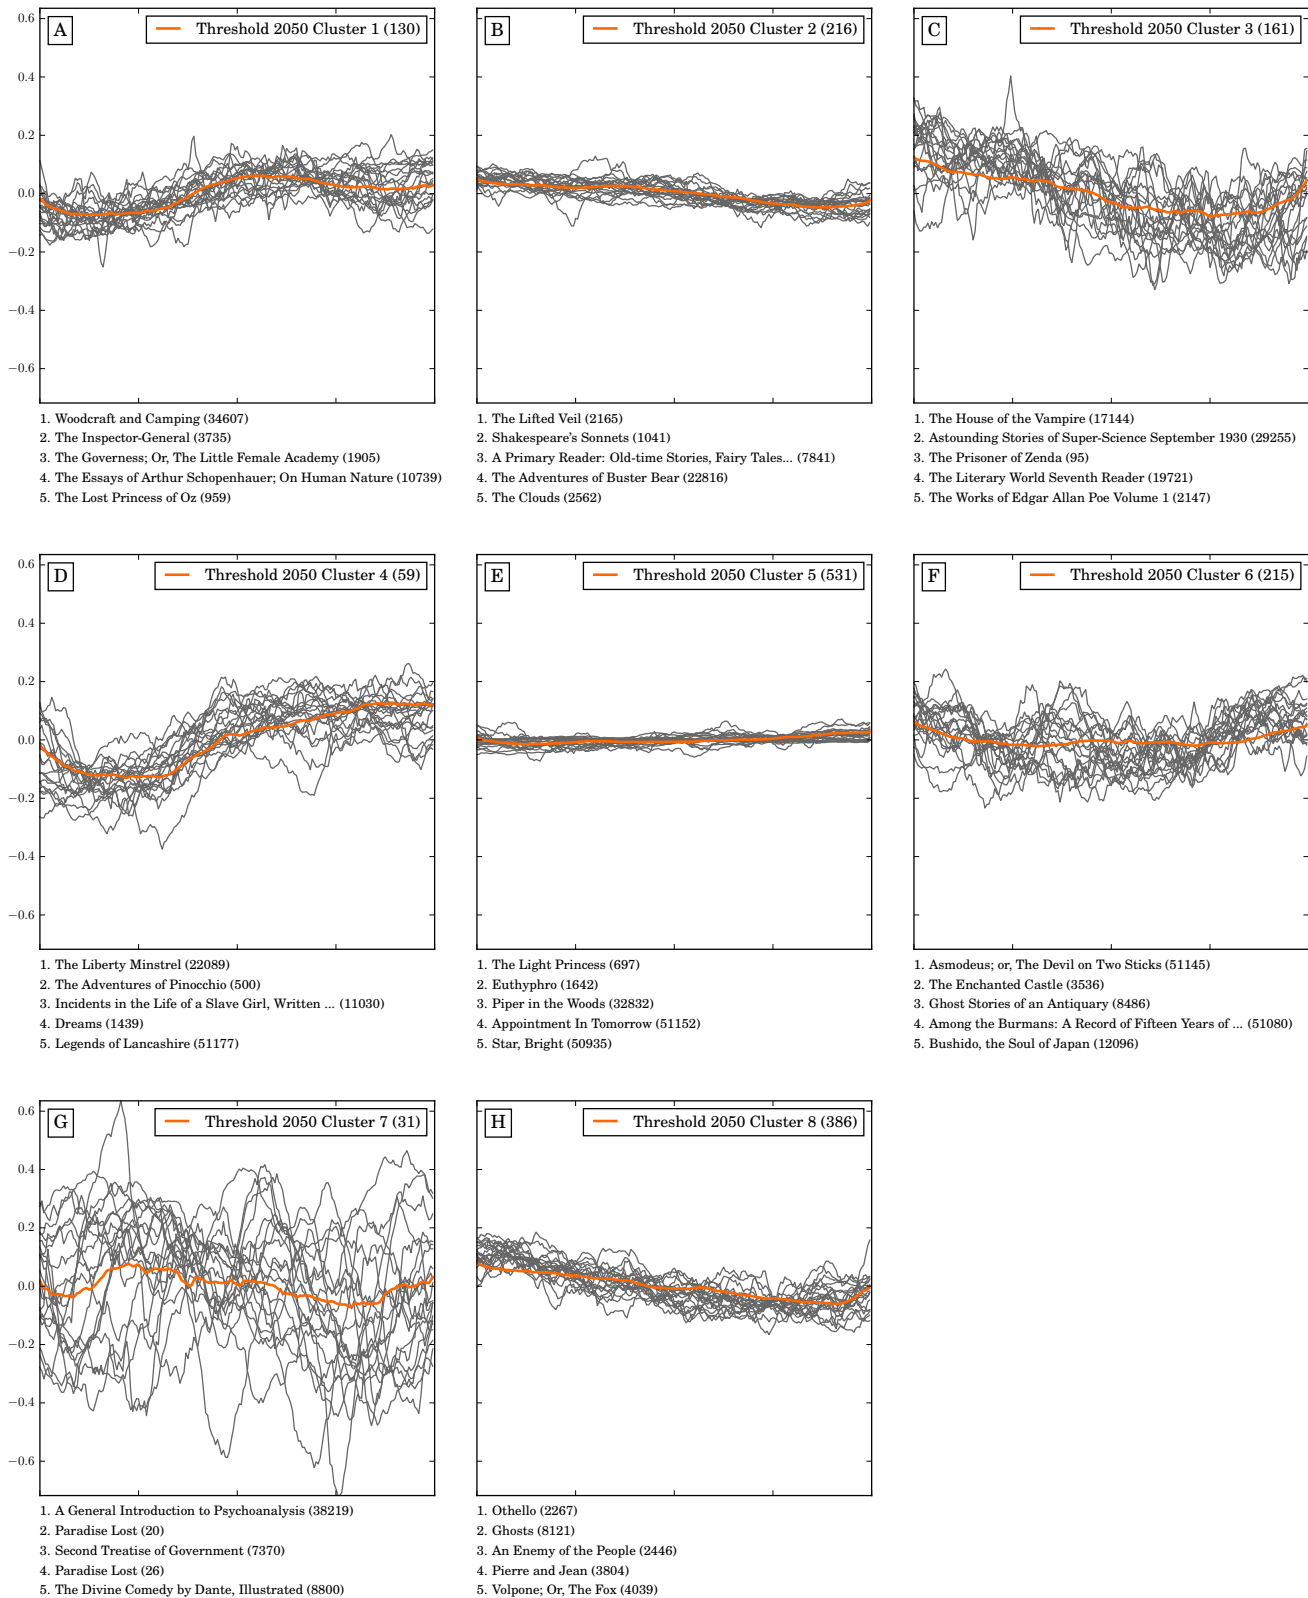 A
Threshold 2050 Cluster 1 (130)
0.6
0.4
0.2
0.0
−0.2
−0.4
−0.6
1. Woodcraft and Camping (34607)
2. The Inspector-General (3735)
3. The Governess; Or, The Little Female Academy (1905)
4. The Essays of Arthur Schopenhauer; On Human Nature (10739)
5. The Lost Princess of Oz (959)
B
Threshold 2050 Cluster 2 (216)
1. The Lifted Veil (2165)
2. Shakespeare's Sonnets (1041)
3. A Primary Reader: Old-time Stories, Fairy Tales... (7841)
4. The Adventures of Buster Bear (22816)
5. The Clouds (2562)
C
Threshold 2050 Cluster 3 (161)
1. The House of the Vampire (17144)
2. Astounding Stories of Super-Science September 1930 (29255)
3. The Prisoner of Zenda (95)
4. The Literary World Seventh Reader (19721)
5. The Works of Edgar Allan Poe Volume 1 (2147)
D
Threshold 2050 Cluster 4 (59)
0.6
0.4
0.2
0.0
−0.2
−0.4
−0.6
1. The Liberty Minstrel (22089)
2. The Adventures of Pinocchio (500)
3. Incidents in the Life of a Slave Girl, Written ... (11030)
4. Dreams (1439)
5. Legends of Lancashire (51177)
E
Threshold 2050 Cluster 5 (531)
1. The Light Princess (697)
2. Euthyphro (1642)
3. Piper in the Woods (32832)
4. Appointment In Tomorrow (51152)
5. Star, Bright (50935)
F
Threshold 2050 Cluster 6 (215)
1. Asmodeus; or, The Devil on Two Sticks (51145)
2. The Enchanted Castle (3536)
3. Ghost Stories of an Antiquary (8486)
4. Among the Burmans: A Record of Fifteen Years of ... (51080)
5. Bushido, the Soul of Japan (12096)
G
Threshold 2050 Cluster 7 (31)
0.6
0.4
0.2
0.0
−0.2
−0.4
−0.6
1. A General Introduction to Psychoanalysis (38219)
2. Paradise Lost (20)
3. Second Treatise of Government (7370)
4. Paradise Lost (26)
5. The Divine Comedy by Dante, Illustrated (8800)
H
Threshold 2050 Cluster 8 (386)
1. Othello (2267)
2. Ghosts (8121)
3. An Enemy of the People (2446)
4. Pierre and Jean (3804)
5. Volpone; Or, The Fox (4039)